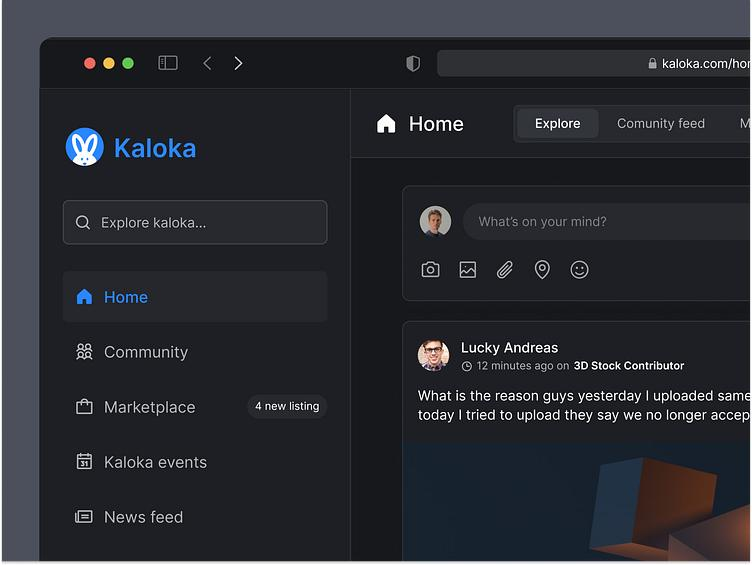 kaloka.com/hor
Kaloka
Home
Explore
Comunity feed
M
Explore kaloka...
What's on your mind?
Home
Community
Marketplace
4 new listing
31
Kaloka events
News feed
Lucky Andreas
12 minutes ago on 3D Stock Contributor
What is the reason guys yesterday I uploaded same
today I tried to upload they say we no longer accep